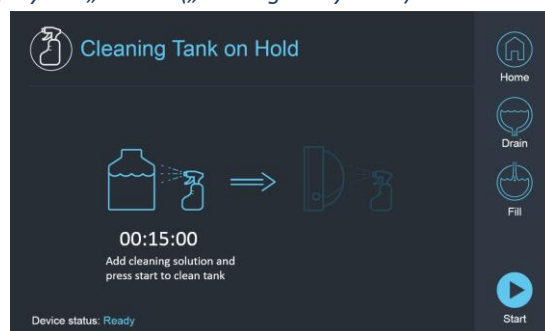 Cleaning Tank on Hold
Home
Drain
Fill
00:15:00
Add cleaning solution and
press start to clean tank
Device status: Ready
Start